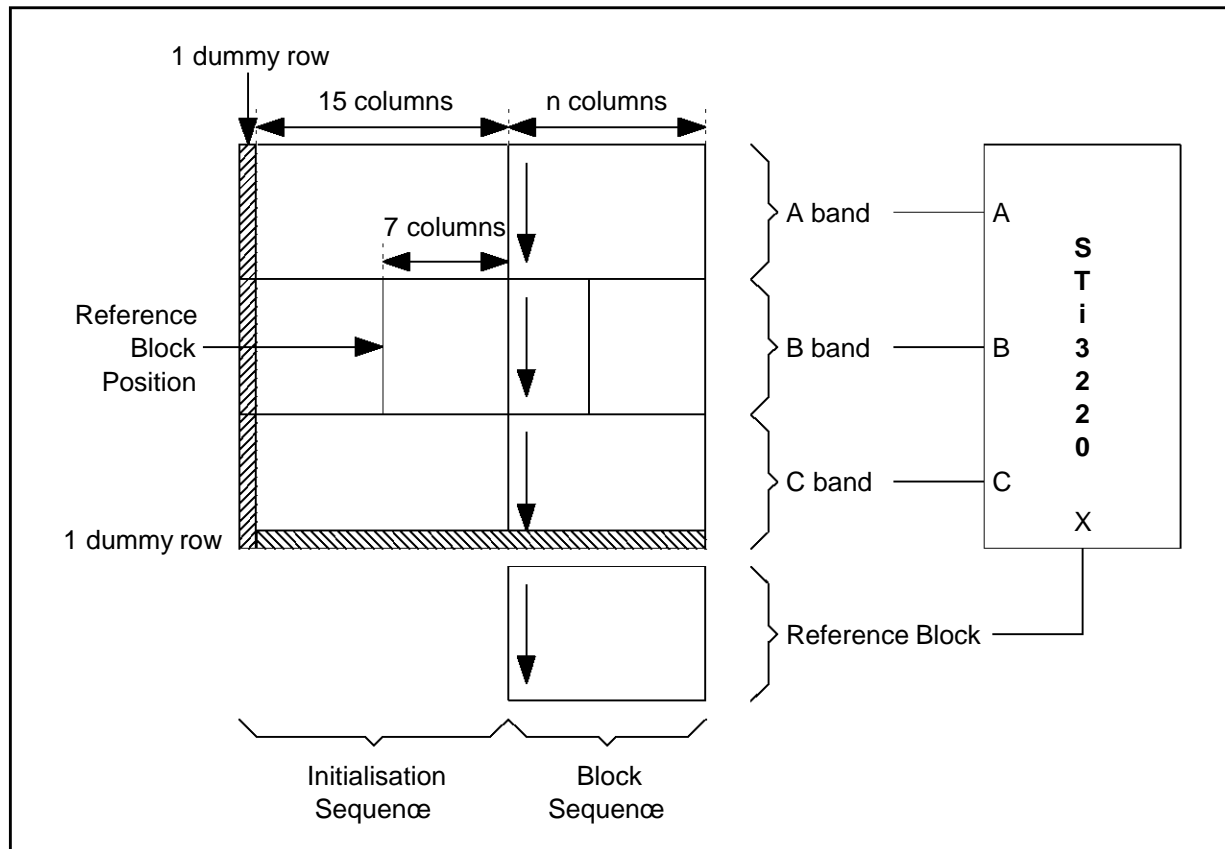 1 dummy row
15 columns
n columns
7 columns
Reference
Block
Position
A band
B band
C band
A
B
C
X
S
T
i
3
2
2
0
1 dummy row
Reference Block
Initialisation
Sequence
Block
Sequence